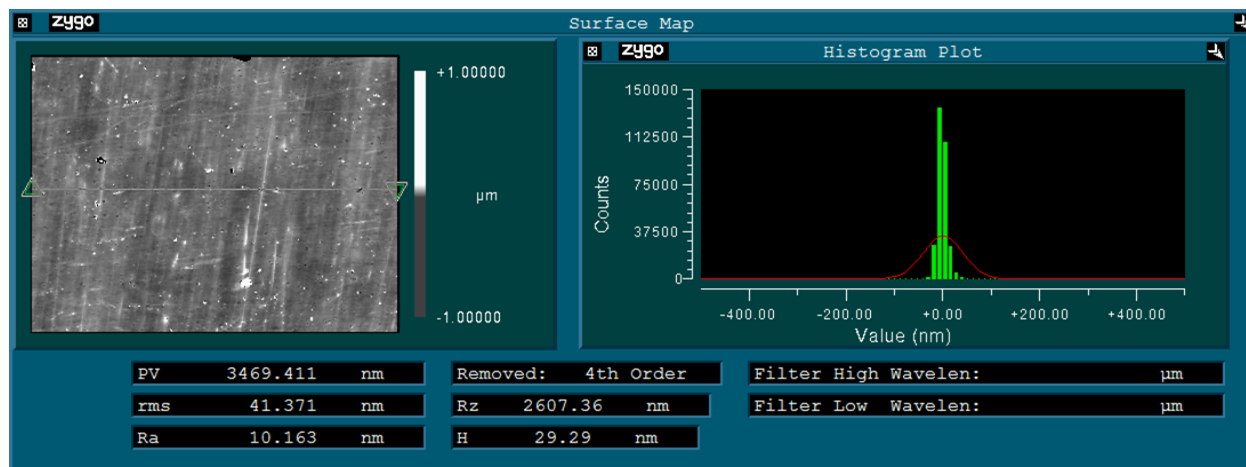 zygo Surface Map
+1.00000
µm
-1.00000
zygo Histogram Plot
150000
112500
75000
37500
0
Counts
-400.00 -200.00 +0.00 +200.00 +400.00
Value (nm)
PV 3469.411 nm Removed: 4th Order Filter High Wavelen: µm
rms 41.371 nm Rz 2607.36 nm Filter Low Wavelen: µm
Ra 10.163 nm H 29.29 nm